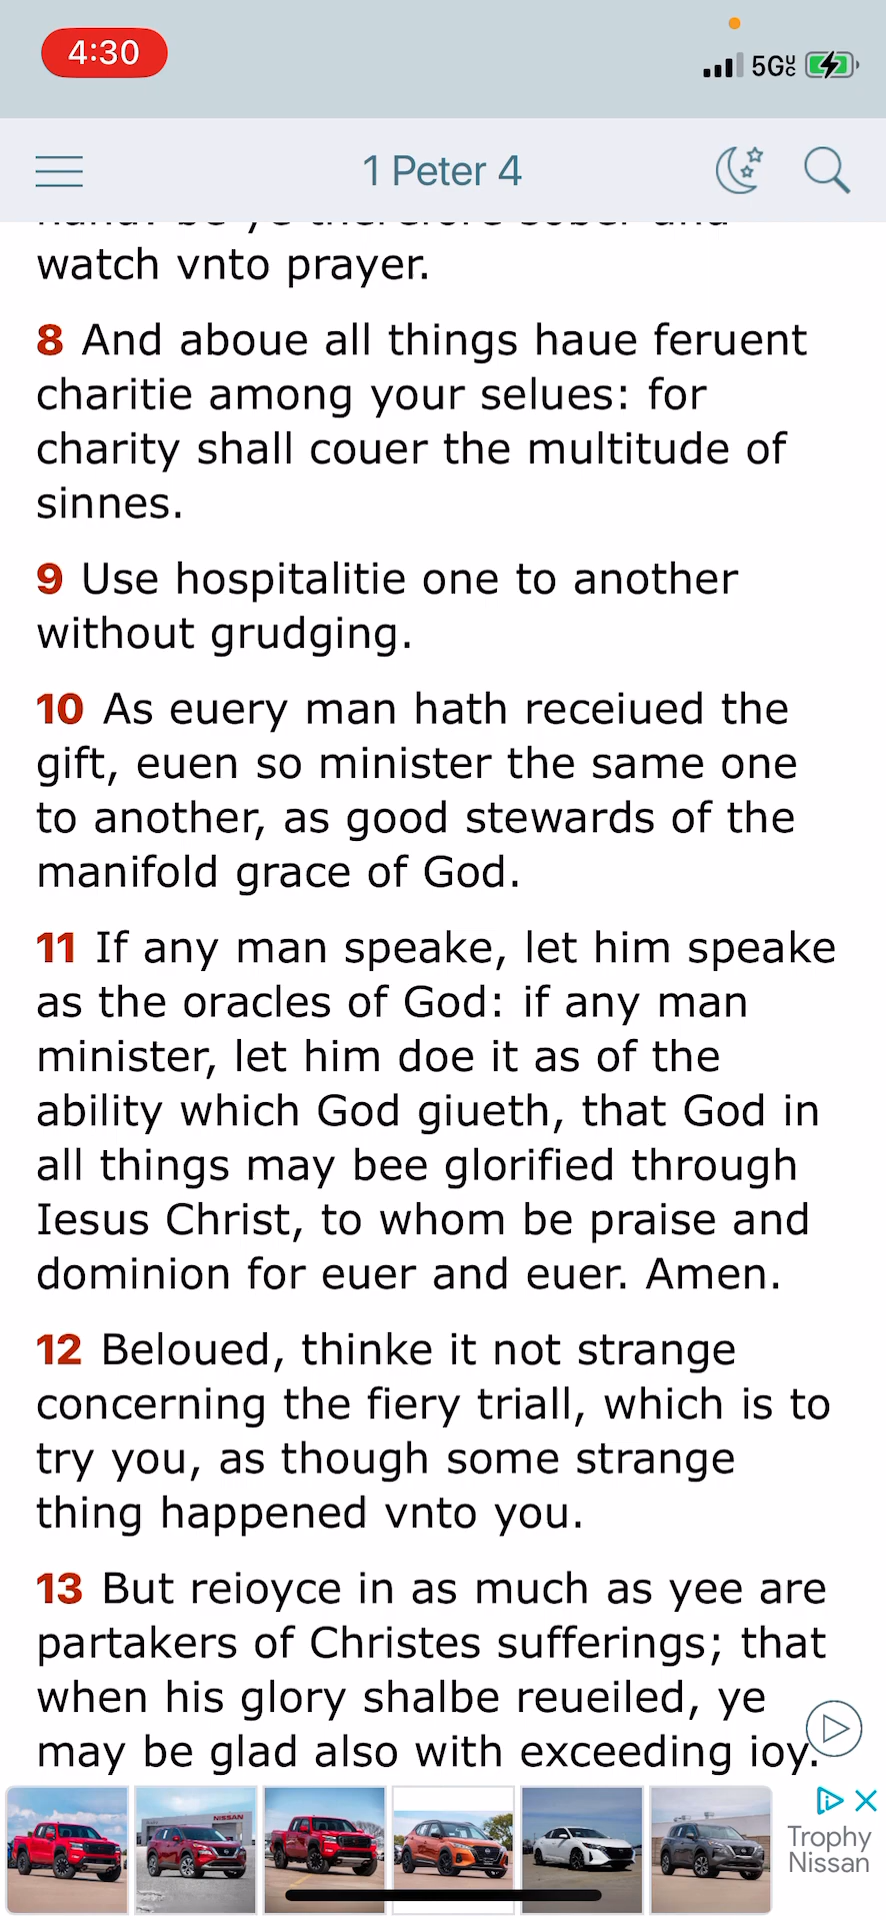 4:30
5G UC
1 Peter 4
watch vnto prayer.
8 And aboue all things haue feruent
charitie among your selues: for
charity shall couer the multitude of
sinnes.
9 Use hospitalitie one to another
without grudging.
10 As euery man hath receiued the
gift, euen so minister the same one
to another, as good stewards of the
manifold grace of God.
11 If any man speake, let him speake
as the oracles of God: if any man
minister, let him doe it as of the
ability which God giueth, that God in
all things may bee glorified through
Iesus Christ, to whom be praise and
dominion for euer and euer. Amen.
12 Beloued, thinke it not strange
concerning the fiery triall, which is to
try you, as though some strange
thing happened vnto you.
13 But reioyce in as much as yee are
partakers of Christes sufferings; that
when his glory shalbe reueiled, ye
may be glad also with exceeding ioy.
NISSAN
Trophy
Nissan